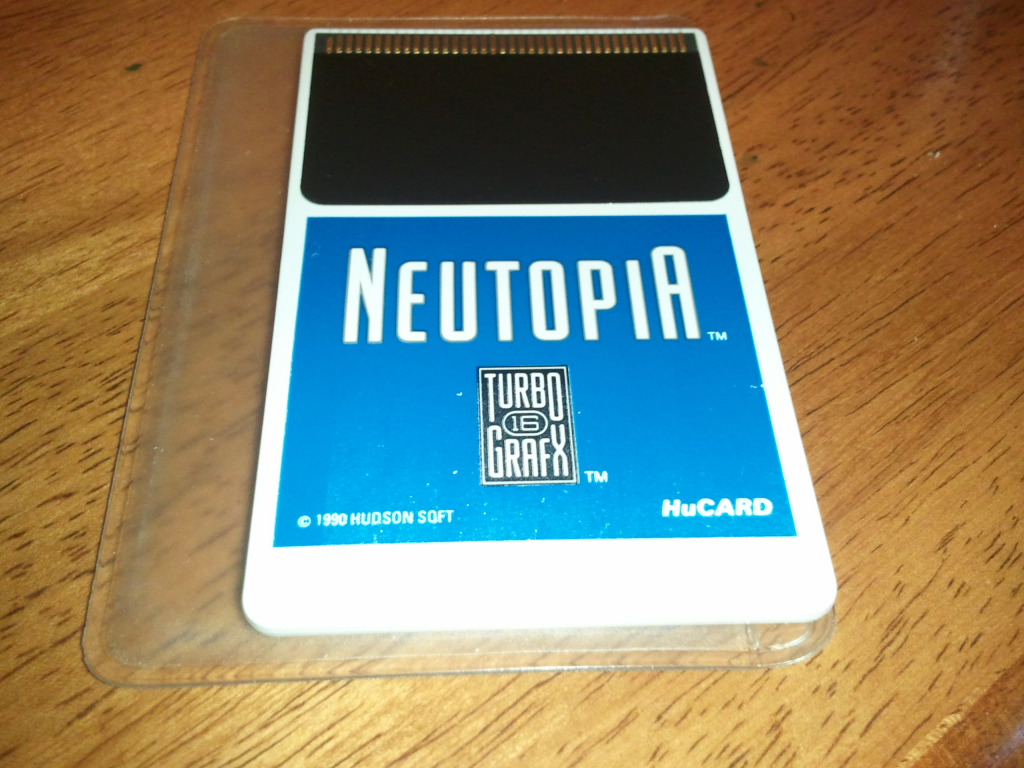 NEUTOPIA™
TURBO
16
GRAFX™
© 1990 HUDSON SOFT
HuCARD